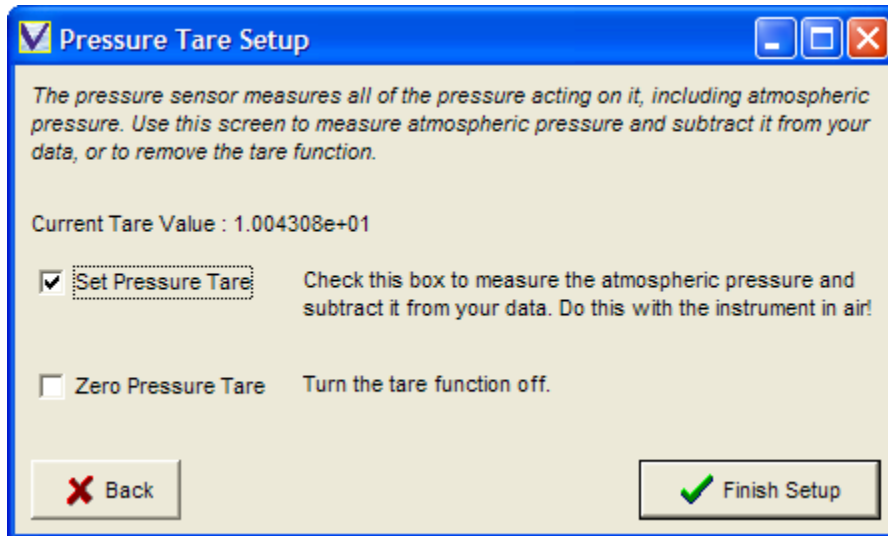 Pressure Tare Setup
The pressure sensor measures all of the pressure acting on it, including atmospheric
pressure. Use this screen to measure atmospheric pressure and subtract it from your
data, or to remove the tare function.
Current Tare Value : 1.004308e+01
Set Pressure Tare
Check this box to measure the atmospheric pressure and
subtract it from your data. Do this with the instrument in air!
Zero Pressure Tare
Turn the tare function off.
Back
Finish Setup